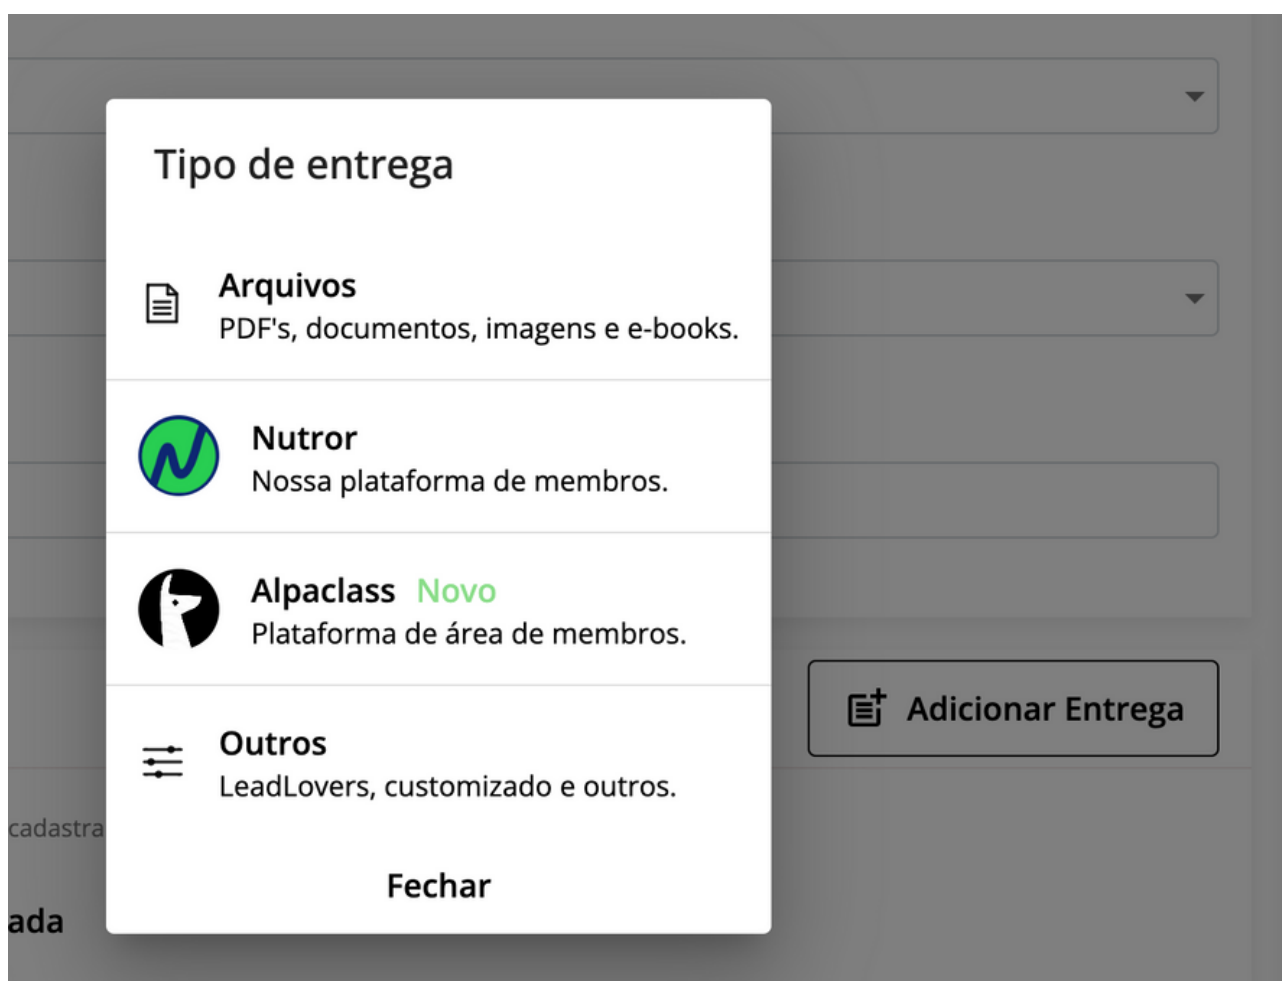 Tipo de entrega
Arquivos
PDF's, documentos, imagens e e-books.
Nutror
Nossa plataforma de membros.
Alpaclass Novo
Plataforma de área de membros.
Adicionar Entrega
Outros
LeadLovers, customizado e outros.
cadastra
Fechar
ada